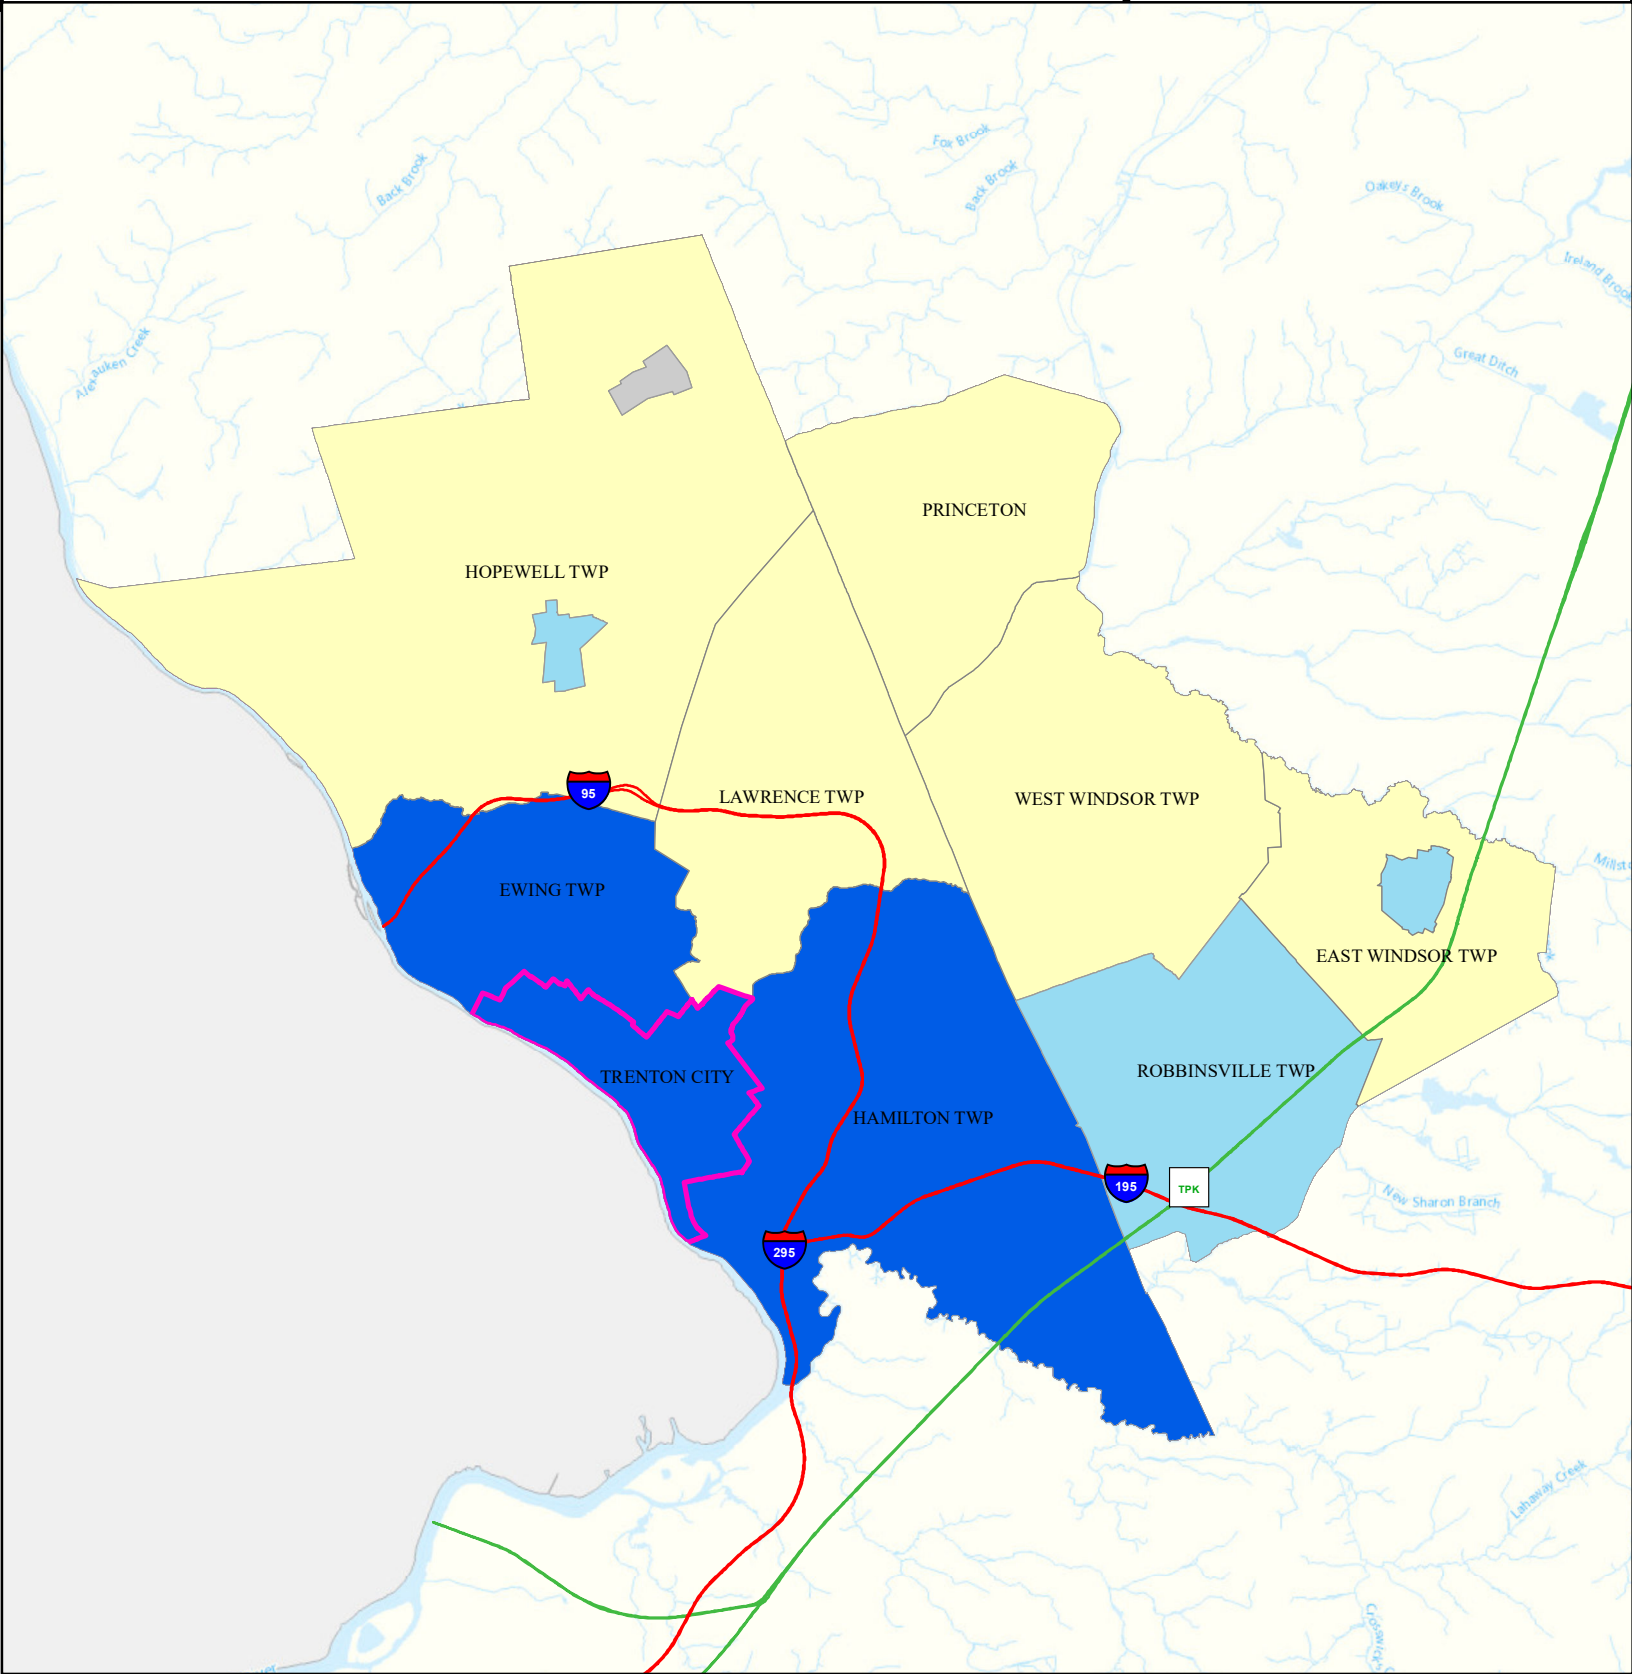 Fox Brook
Back Brook
Back Brook
Oakeys Brook
Ireland Brook
Alexauken Creek
Great Ditch
PRINCETON
HOPEWELL TWP
95
LAWRENCE TWP
WEST WINDSOR TWP
EWING TWP
EAST WINDSOR TWP
ROBBINSVILLE TWP
TRENTON CITY
HAMILTON TWP
195
TPK
New Sharon Branch
295
Lahaway Creek